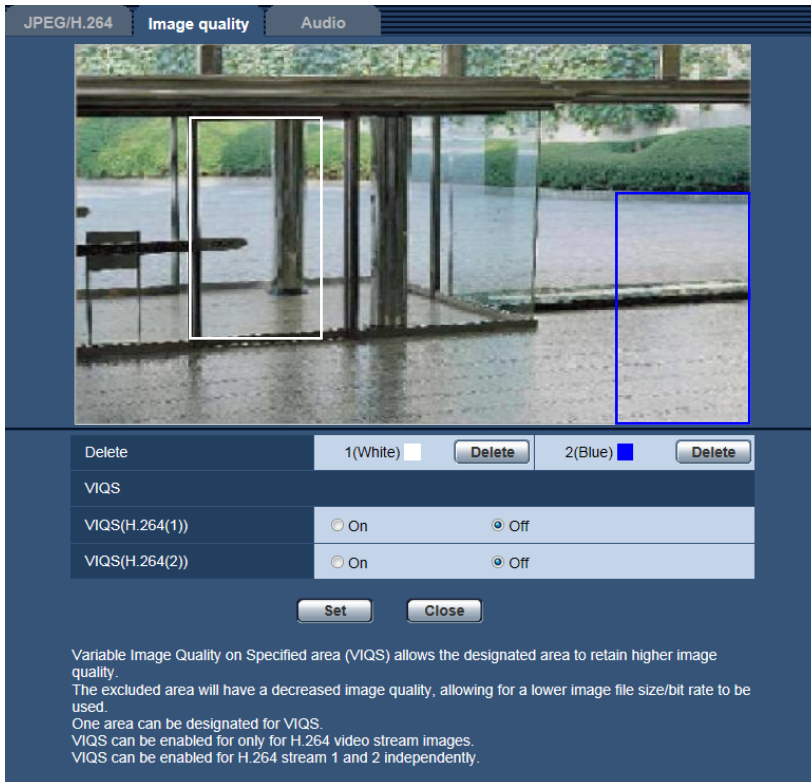 JPEG/H.264 Image quality Audio
Delete 1(White) Delete 2(Blue) Delete
VIQS
VIQS(H.264(1)) On Off
VIQS(H.264(2)) On Off
Set Close
Variable Image Quality on Specified area (VIQS) allows the designated area to retain higher image
quality.
The excluded area will have a decreased image quality, allowing for a lower image file size/bit rate to be
used.
One area can be designated for VIQS.
VIQS can be enabled for only for H.264 video stream images.
VIQS can be enabled for H.264 stream 1 and 2 independently.